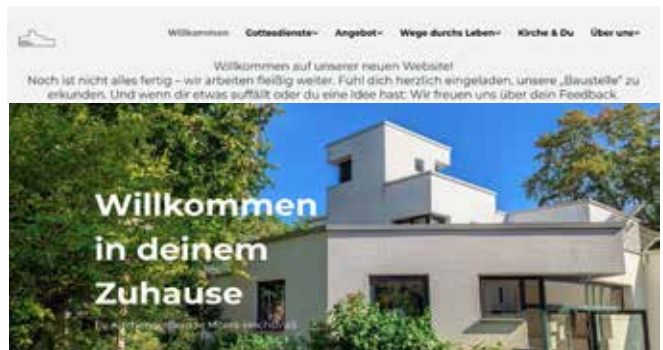 Willkommen Gottesdienste Angebot Wege durchs Leben Kirche & Du Über uns
Willkommen auf unserer neuen Website!
Noch ist nicht alles fertig – wir arbeiten fleißig weiter. Fühl dich herzlich eingeladen, unsere „Baustelle“ zu
erkunden. Und wenn dir etwas auffällt oder du eine Idee hast: Wir freuen uns über dein Feedback.
Willkommen
in deinem
Zuhause